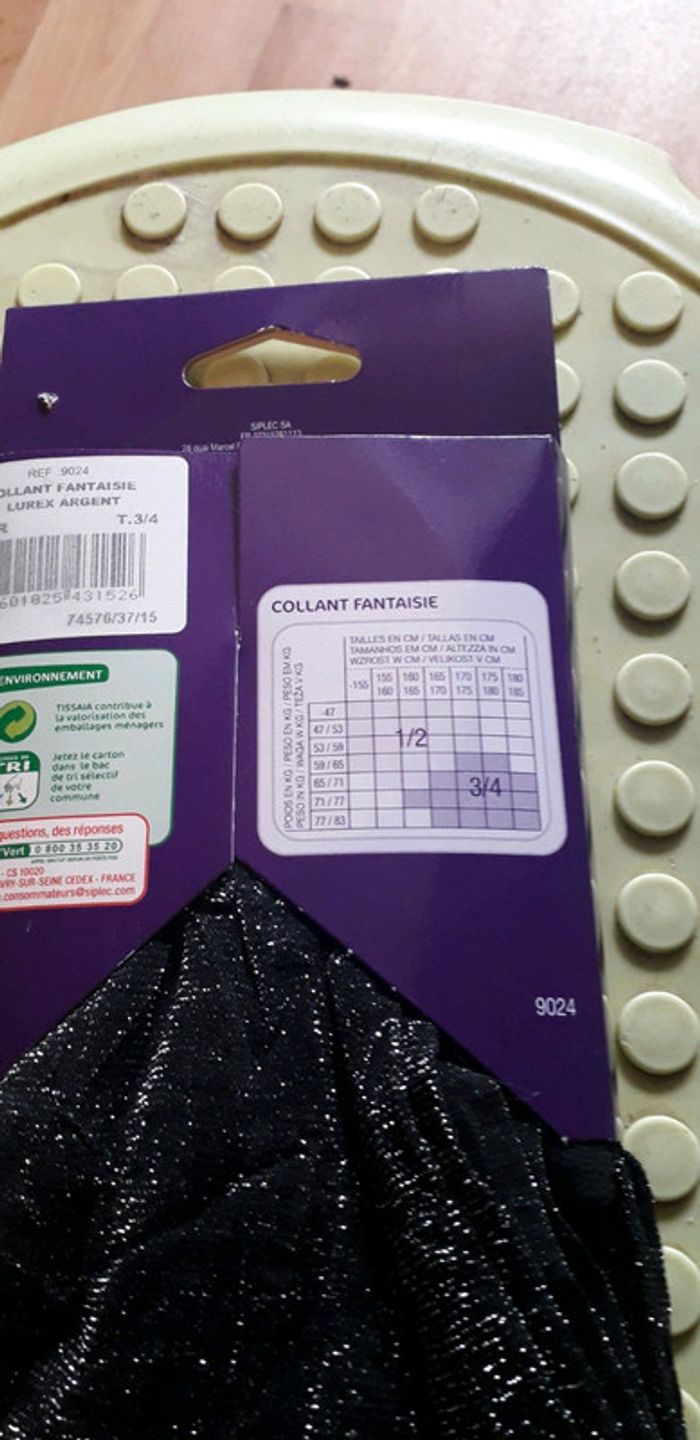 SIPLEC SA
REF :9024
OLLANT FANTAISIE
LUREX ARGENT
T.3/4
74576/37/15
ENVIRONNEMENT
TISSAIA contribue à
la valorisation des
emballages ménagers
TRI
Jetez le carton
dans le bac
de tri sélectif
de votre
commune
questions, des réponses
Vert 0 800 35 35 20
- CS 10020
VRY-SUR-SEINE CEDEX - FRANCE
consommateurs@siplec.com
COLLANT FANTAISIE
TAILLES EN CM / TALLAS EN CM
TAMANHOS EM CM / ALTEZZA IN CM
WZROST W CM / VELIKOST V CM
POIDS EN KG / PESO EN KG / PESO EM KG
PESO IN KG / WAGA W KG / TEŽA V KG
-155 155 160 165 170 175 180
160 165 170 175 180 185
-47
47 / 53
53 / 59
59 / 65
65 / 71
71 / 77
77 / 83
1/2
3/4
9024